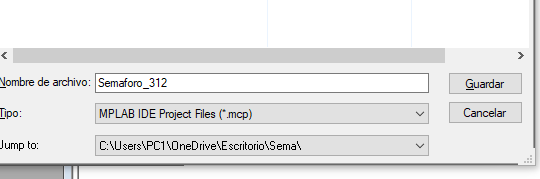 Nombre de archivo: Semaforo_312 Guardar
Tipo: MPLAB IDE Project Files (*.mcp) Cancelar
Jump to: C:\Users\PC1\OneDrive\Escritorio\Sema\